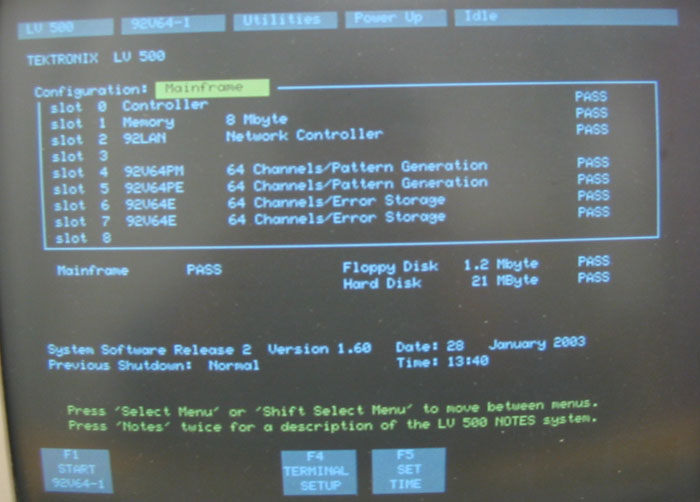 LV 500 92V64-1 Utilities Power Up Idle
TEKTRONIX LV 500
Configuration: Mainframe
slot 0 Controller PASS
slot 1 Memory 8 Mbyte PASS
slot 2 92LAN Network Controller PASS
slot 3
slot 4 92V64PM 64 Channels/Pattern Generation PASS
slot 5 92V64PE 64 Channels/Pattern Generation PASS
slot 6 92V64E 64 Channels/Error Storage PASS
slot 7 92V64E 64 Channels/Error Storage PASS
slot 8
Mainframe PASS Floppy Disk 1.2 Mbyte PASS
Hard Disk 21 MByte PASS
System Software Release 2 Version 1.60 Date: 28 January 2003
Previous Shutdown: Normal Time: 13:40
Press 'Select Menu' or 'Shift Select Menu' to move between menus.
Press 'Notes' twice for a description of the LV 500 NOTES system.
F1 F4 F5
START TERMINAL SET
92V64-1 SETUP TIME